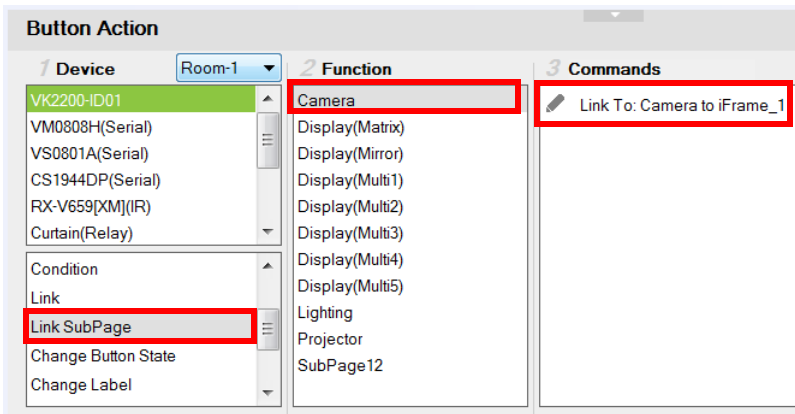 Button Action
1 Device
Room-1
VK2200-ID01
VM0808H(Serial)
VS0801A(Serial)
CS1944DP(Serial)
RX-V659[XM](IR)
Curtain(Relay)
Condition
Link
Link SubPage
Change Button State
Change Label
2 Function
Camera
Display(Matrix)
Display(Mirror)
Display(Multi1)
Display(Multi2)
Display(Multi3)
Display(Multi4)
Display(Multi5)
Lighting
Projector
SubPage12
3 Commands
Link To: Camera to iFrame_1